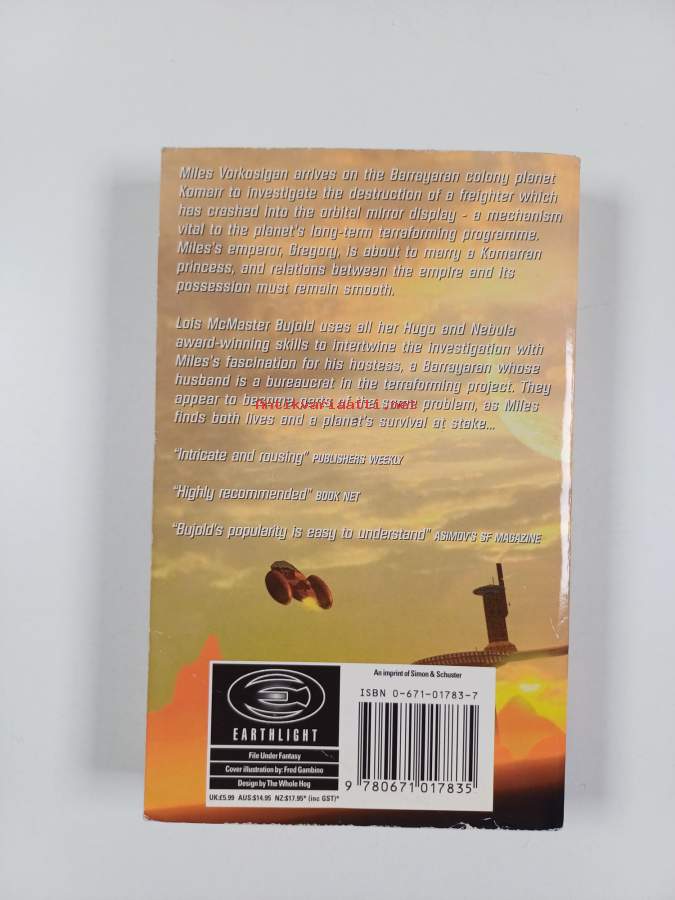 Miles Vorkosigan arrives on the Barrayaran colony planet
Komarr to investigate the destruction of a freighter which
has crashed into the orbital mirror display - a mechanism
vital to the planet's long-term terraforming programme.
Miles's emperor, Gregory, is about to marry a Komarran
princess, and relations between the empire and its
possession must remain smooth.
Lois McMaster Bujold uses all her Hugo and Nebula
award-winning skills to intertwine the investigation with
Miles's fascination for his hostess, a Barrayaran whose
husband is a bureaucrat in the terraforming project. They
appear to be parts of the problem, as Miles
Antikvariaatti.net
finds both lives and a planet's survival at stake...
"Intricate and rousing" PUBLISHERS WEEKLY
"Highly recommended" BOOK NET
"Bujold's popularity is easy to understand" ASIMOV'S SF MAGAZINE
EARTHLIGHT
File Under Fantasy
Cover illustration by: Fred Gambino
Design by The Whole Hog
UK:£5.99 AUS:$14.95 NZ:$17.95* (inc GST)*
An imprint of Simon & Schuster
ISBN 0-671-01783-7
9 780671 017835